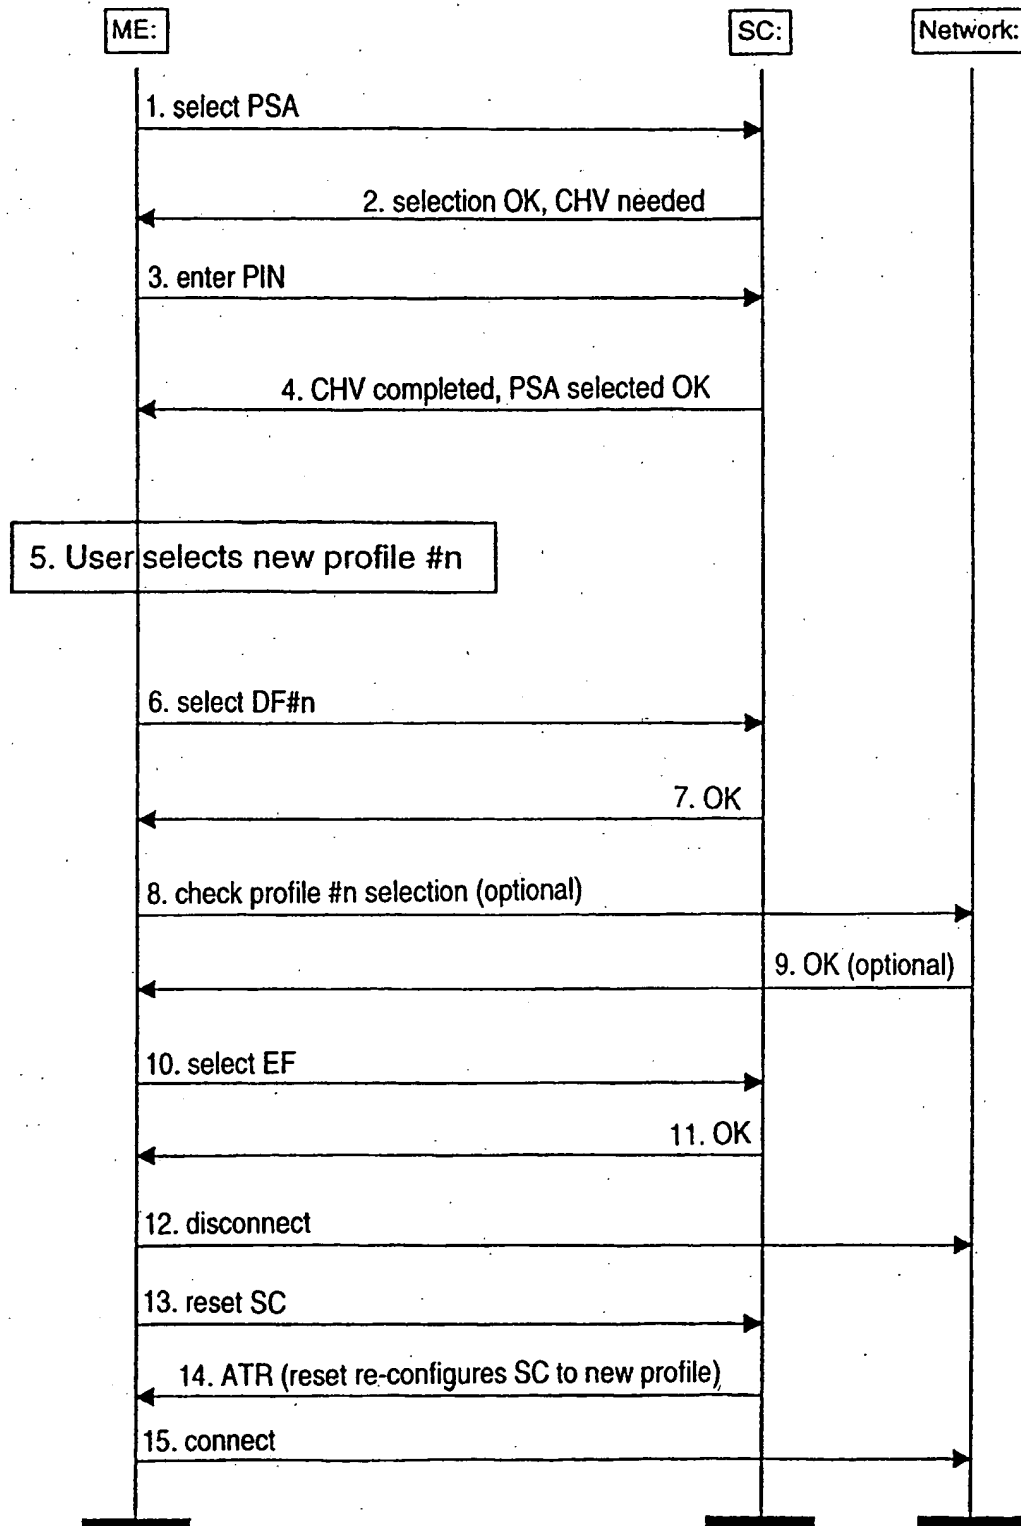 ME:
SC:
Network:
1. select PSA
2. selection OK, CHV needed
3. enter PIN
4. CHV completed, PSA selected OK
5. User selects new profile #n
6. select DF#n
7. OK
8. check profile #n selection (optional)
9. OK (optional)
10. select EF
11. OK
12. disconnect
13. reset SC
14. ATR (reset re-configures SC to new profile)
15. connect